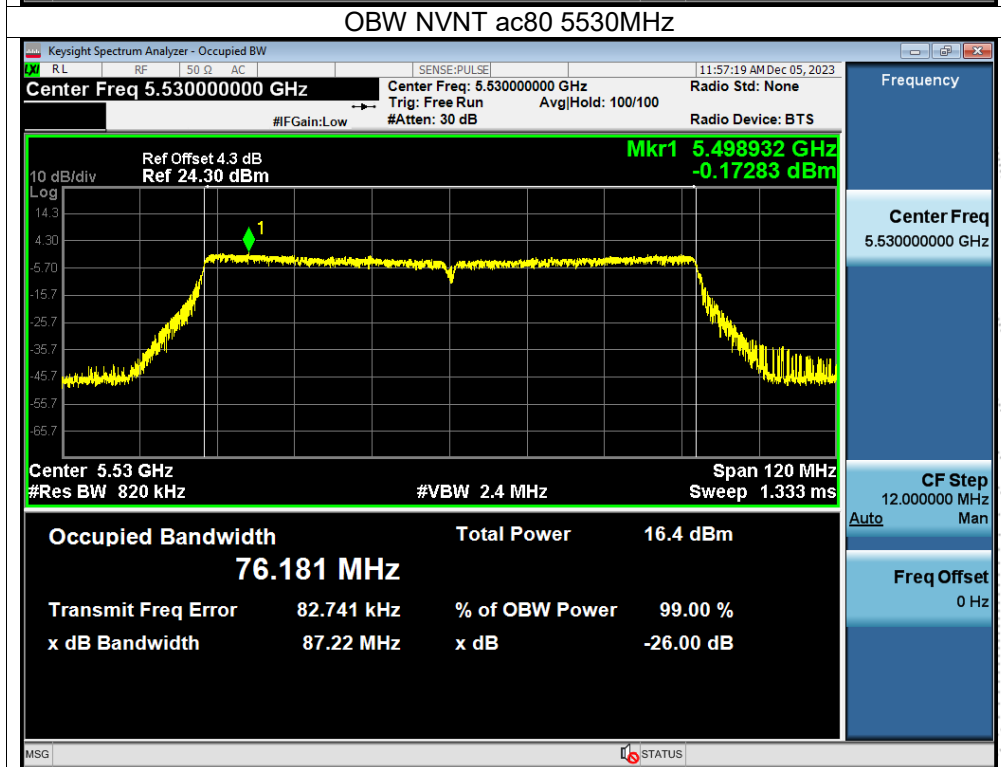 OBW NVNT ac80 5530MHz
Keysight Spectrum Analyzer - Occupied BW
LXI RL RF 50 Ω AC SENSE:PULSE 11:57:19 AM Dec 05, 2023
Center Freq 5.530000000 GHz
Center Freq: 5.530000000 GHz Radio Std: None
Trig: Free Run Avg|Hold: 100/100
#IFGain:Low #Atten: 30 dB Radio Device: BTS
Frequency
Ref Offset 4.3 dB Mkr1 5.498932 GHz
10 dB/div Ref 24.30 dBm -0.17283 dBm
Log
14.3
4.30
-5.70
-15.7
-25.7
-35.7
-45.7
-55.7
-65.7
1
Center 5.53 GHz Span 120 MHz
#Res BW 820 kHz #VBW 2.4 MHz Sweep 1.333 ms
Center Freq
5.530000000 GHz
CF Step
12.000000 MHz
Auto Man
Freq Offset
0 Hz
Occupied Bandwidth Total Power 16.4 dBm
76.181 MHz
Transmit Freq Error 82.741 kHz % of OBW Power 99.00 %
x dB Bandwidth 87.22 MHz x dB -26.00 dB
MSG STATUS